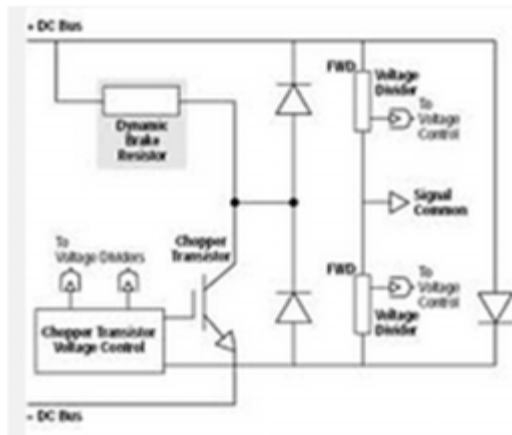 + DC Bus
FWD
Voltage
Divider
To
Voltage
Control
Dynamic
Brake
Resistor
Signal
Common
To
Voltage Dividers
Chopper
Transistor
FWD
To
Voltage
Control
Voltage
Divider
Chopper Transistor
Voltage Control
- DC Bus